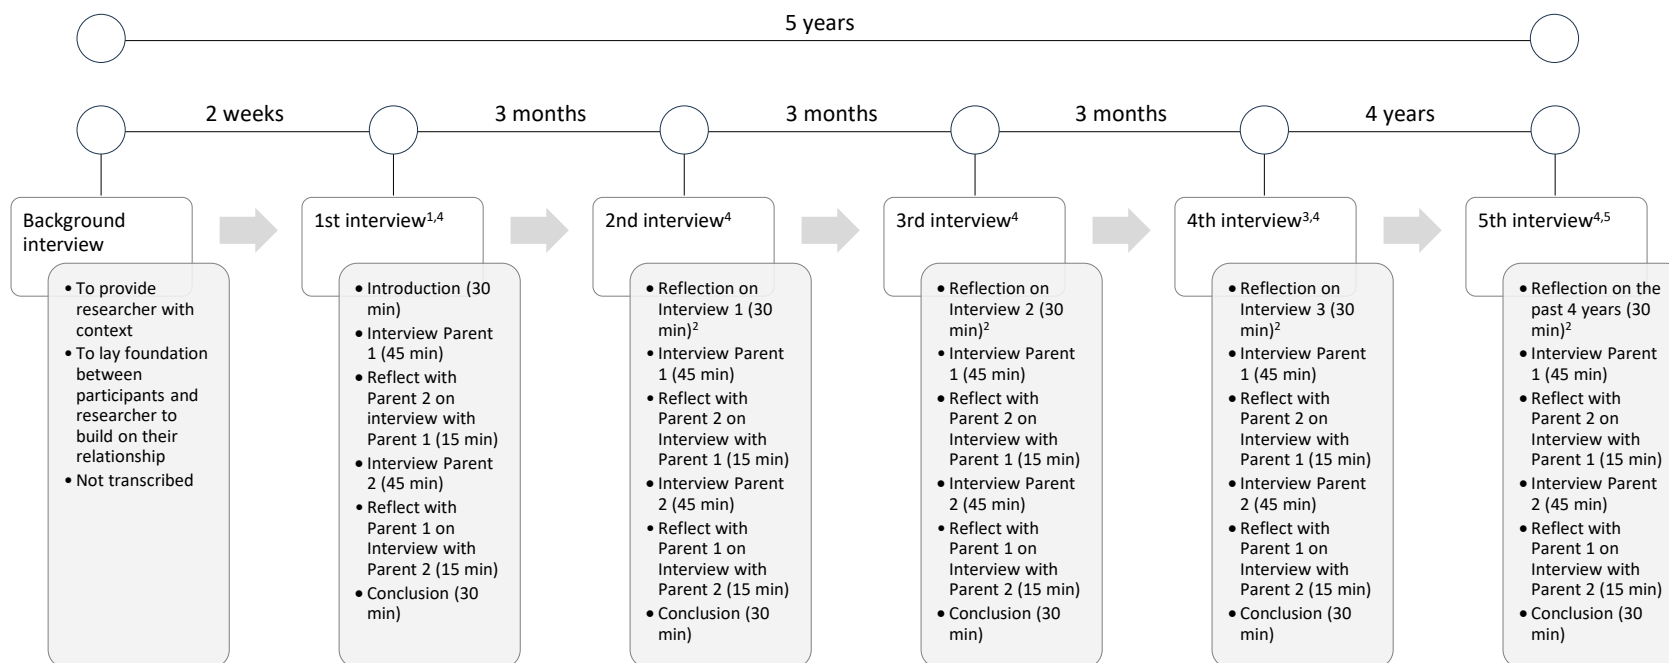 5 years
2 weeks
3 months
3 months
3 months
4 years
Background
interview
• To provide
researcher with
context
• To lay foundation
between
participants and
researcher to
build on their
relationship
• Not transcribed
1st interview1,4
• Introduction (30
min)
• Interview Parent
1 (45 min)
• Reflect with
Parent 2 on
interview with
Parent 1 (15 min)
• Interview Parent
2 (45 min)
• Reflect with
Parent 1 on
Interview with
Parent 2 (15 min)
• Conclusion (30
min)
2nd interview4
• Reflection on
Interview 1 (30
min)2
• Interview Parent
1 (45 min)
• Reflect with
Parent 2 on
Interview with
Parent 1 (15 min)
• Interview Parent
2 (45 min)
• Reflect with
Parent 1 on
Interview with
Parent 2 (15 min)
• Conclusion (30
min)
3rd interview4
• Reflection on
Interview 2 (30
min)2
• Interview Parent
1 (45 min)
• Reflect with
Parent 2 on
Interview with
Parent 1 (15 min)
• Interview Parent
2 (45 min)
• Reflect with
Parent 1 on
Interview with
Parent 2 (15 min)
• Conclusion (30
min)
4th interview3,4
• Reflection on
Interview 3 (30
min)2
• Interview Parent
1 (45 min)
• Reflect with
Parent 2 on
Interview with
Parent 1 (15 min)
• Interview Parent
2 (45 min)
• Reflect with
Parent 1 on
Interview with
Parent 2 (15 min)
• Conclusion (30
min)
5th interview4,5
• Reflection on the
past 4 years (30
min)2
• Interview Parent
1 (45 min)
• Reflect with
Parent 2 on
Interview with
Parent 1 (15 min)
• Interview Parent
2 (45 min)
• Reflect with
Parent 1 on
Interview with
Parent 2 (15 min)
• Conclusion (30
min)